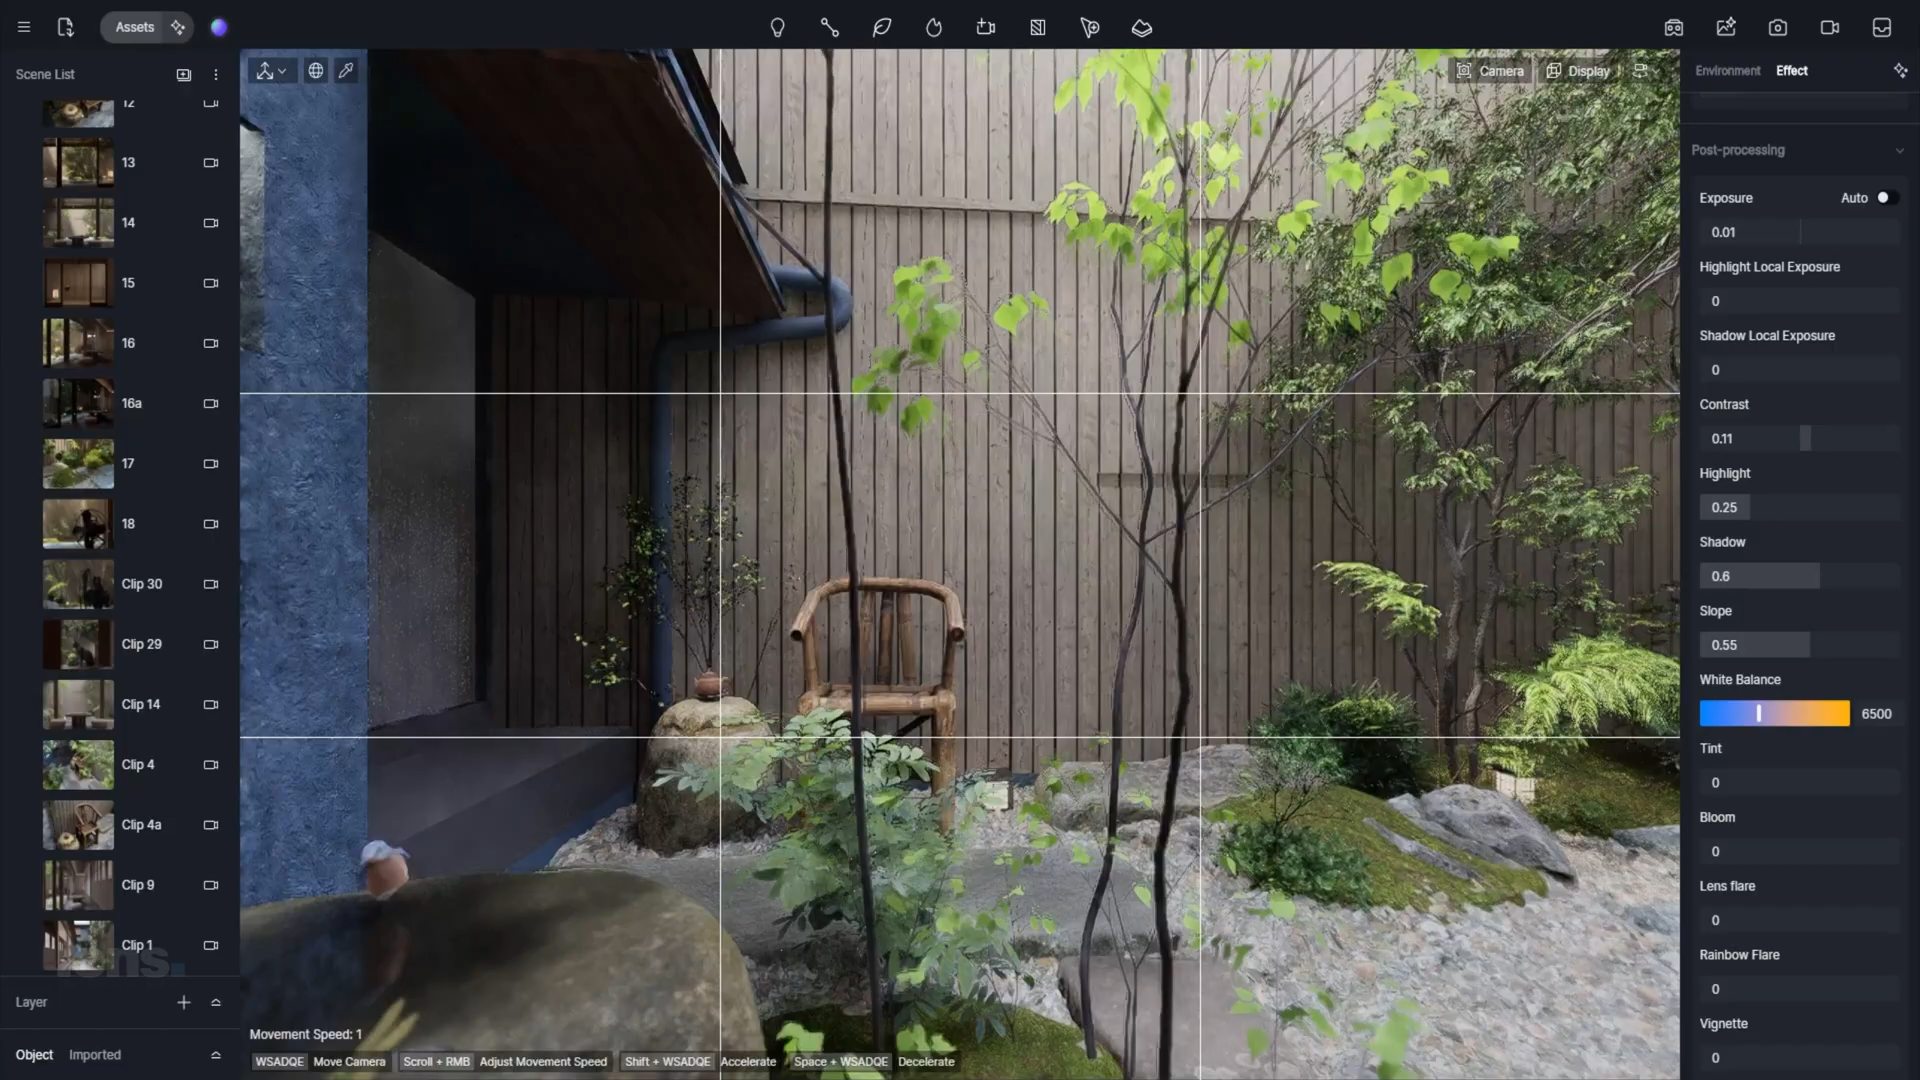 Assets
Scene List
Camera
Display
Environment
Effect
12
13
14
15
16
16a
17
18
Clip 30
Clip 29
Clip 14
Clip 4
Clip 4a
Clip 9
Clip 1
Layer
Object
Imported
Movement Speed: 1
WSADQE Move Camera
Scroll + RMB Adjust Movement Speed
Shift + WSADQE Accelerate
Space + WSADQE Decelerate
Post-processing
Exposure
Auto
0.01
Highlight Local Exposure
0
Shadow Local Exposure
0
Contrast
0.11
Highlight
0.25
Shadow
0.6
Slope
0.55
White Balance
6500
Tint
0
Bloom
0
Lens flare
0
Rainbow Flare
0
Vignette
0